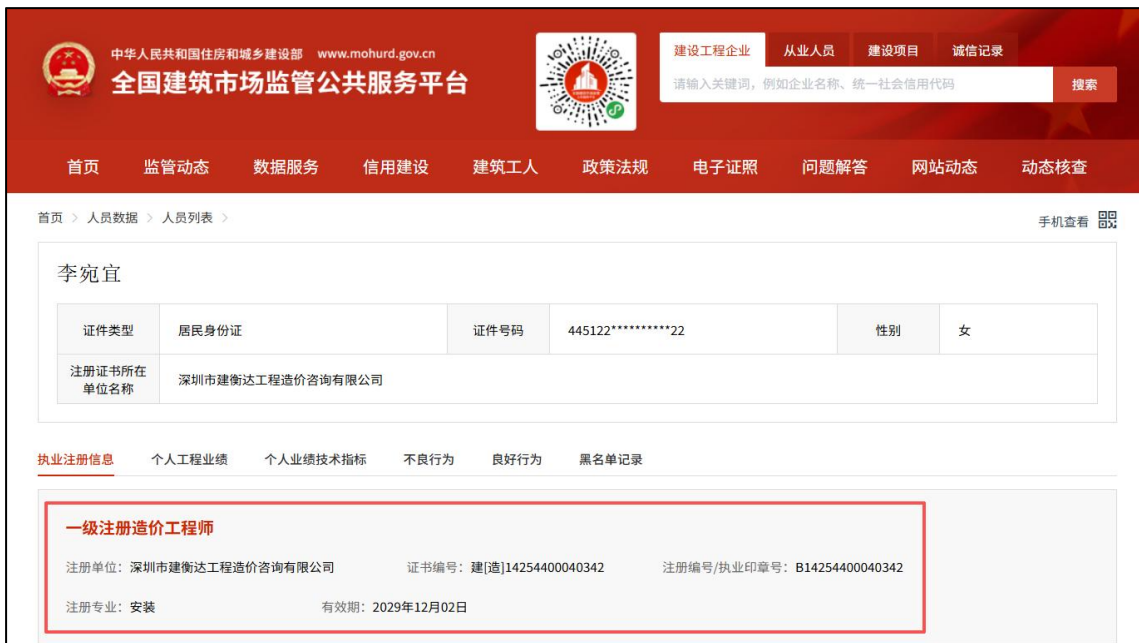 中华人民共和国住房和城乡建设部 www.mohurd.gov.cn
全国建筑市场监管公共服务平台
建设工程企业 从业人员 建设项目 诚信记录
请输入关键词，例如企业名称、统一社会信用代码 搜索
首页 监管动态 数据服务 信用建设 建筑工人 政策法规 电子证照 问题解答 网站动态 动态核查
首页 > 人员数据 > 人员列表 >
手机查看
李宛宜
证件类型 居民身份证 证件号码 445122**********22 性别 女
注册证书所在单位名称 深圳市建衡达工程造价咨询有限公司
执业注册信息 个人工程业绩 个人业绩技术指标 不良行为 良好行为 黑名单记录
一级注册造价工程师
注册单位：深圳市建衡达工程造价咨询有限公司 证书编号：建[造]14254400040342 注册编号/执业印章号：B14254400040342
注册专业：安装 有效期：2029年12月02日